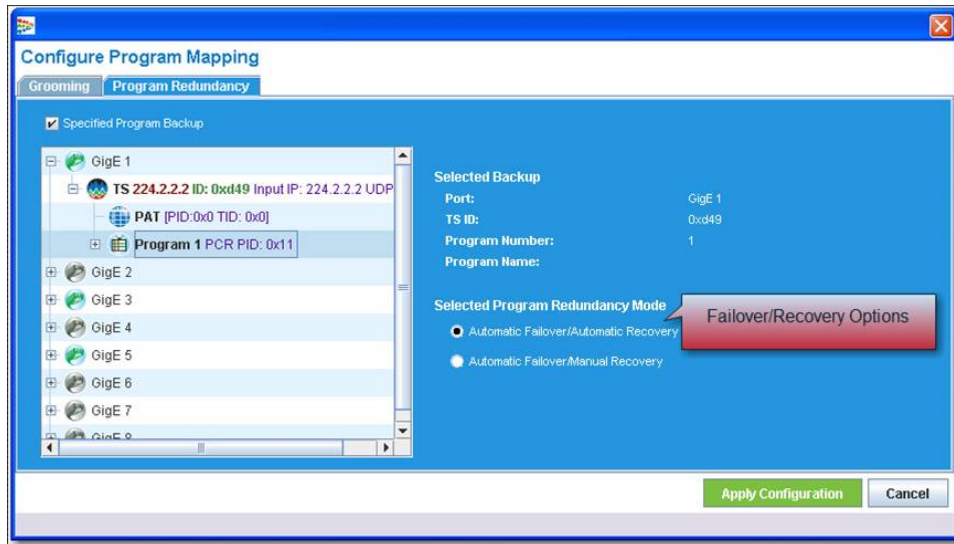 Configure Program Mapping
Grooming
Program Redundancy
Specified Program Backup
GigE 1
TS 224.2.2.2 ID: 0xd49 Input IP: 224.2.2.2 UDP
PAT [PID:0x0 TID: 0x0]
Program 1 PCR PID: 0x11
GigE 2
GigE 3
GigE 4
GigE 5
GigE 6
GigE 7
GigE 8
Selected Backup
Port: GigE 1
TS ID: 0xd49
Program Number: 1
Program Name:
Selected Program Redundancy Mode
Automatic Failover/Automatic Recovery
Automatic Failover/Manual Recovery
Failover/Recovery Options
Apply Configuration
Cancel